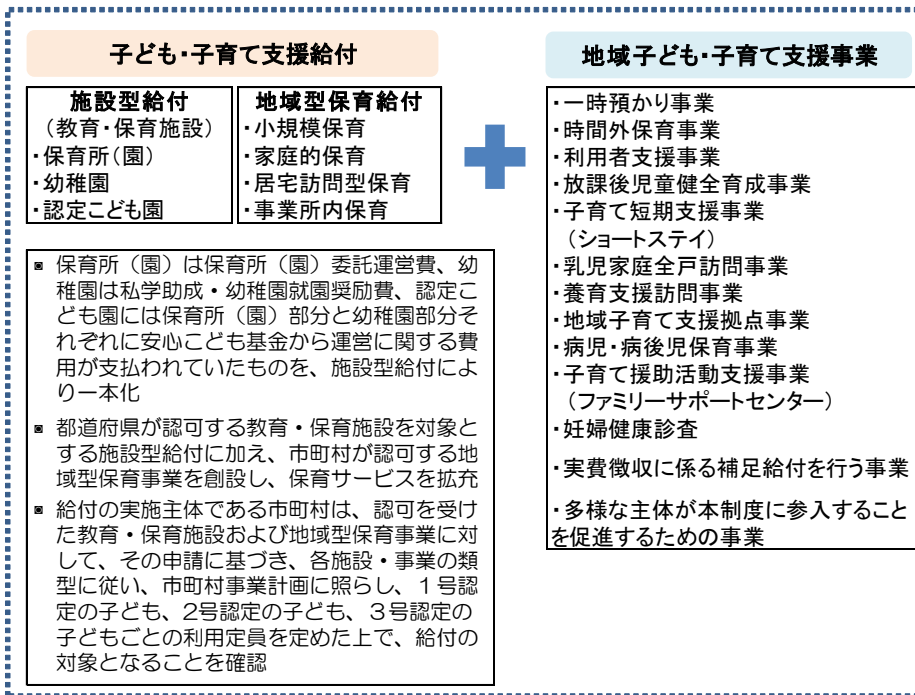 子ども・子育て支援給付
施設型給付
(教育・保育施設)
・保育所(園)
・幼稚園
・認定こども園
地域型保育給付
・小規模保育
・家庭的保育
・居宅訪問型保育
・事業所内保育
保育所(園)は保育所(園)委託運営費、幼
稚園は私学助成・幼稚園就園奨励費、認定こ
ども園には保育所(園)部分と幼稚園部分そ
れぞれに安心こども基金から運営に関する費
用が支払われていたものを、施設型給付によ
り一本化
都道府県が認可する教育・保育施設を対象と
する施設型給付に加え、市町村が認可する地
域型保育事業を創設し、保育サービスを拡充
給付の実施主体である市町村は、認可を受け
た教育・保育施設および地域型保育事業に対
して、その申請に基づき、各施設・事業の類
型に従い、市町村事業計画に照らし、1号認
定の子ども、2号認定の子ども、3号認定の
子どもごとの利用定員を定めた上で、給付の
対象となることを確認
地域子ども・子育て支援事業
・一時預かり事業
・時間外保育事業
・利用者支援事業
・放課後児童健全育成事業
・子育て短期支援事業
(ショートステイ)
・乳児家庭全戸訪問事業
・養育支援訪問事業
・地域子育て支援拠点事業
・病児・病後児保育事業
・子育て援助活動支援事業
(ファミリーサポートセンター)
・妊婦健康診査
・実費徴収に係る補足給付を行う事業
・多様な主体が本制度に参入すること
を促進するための事業